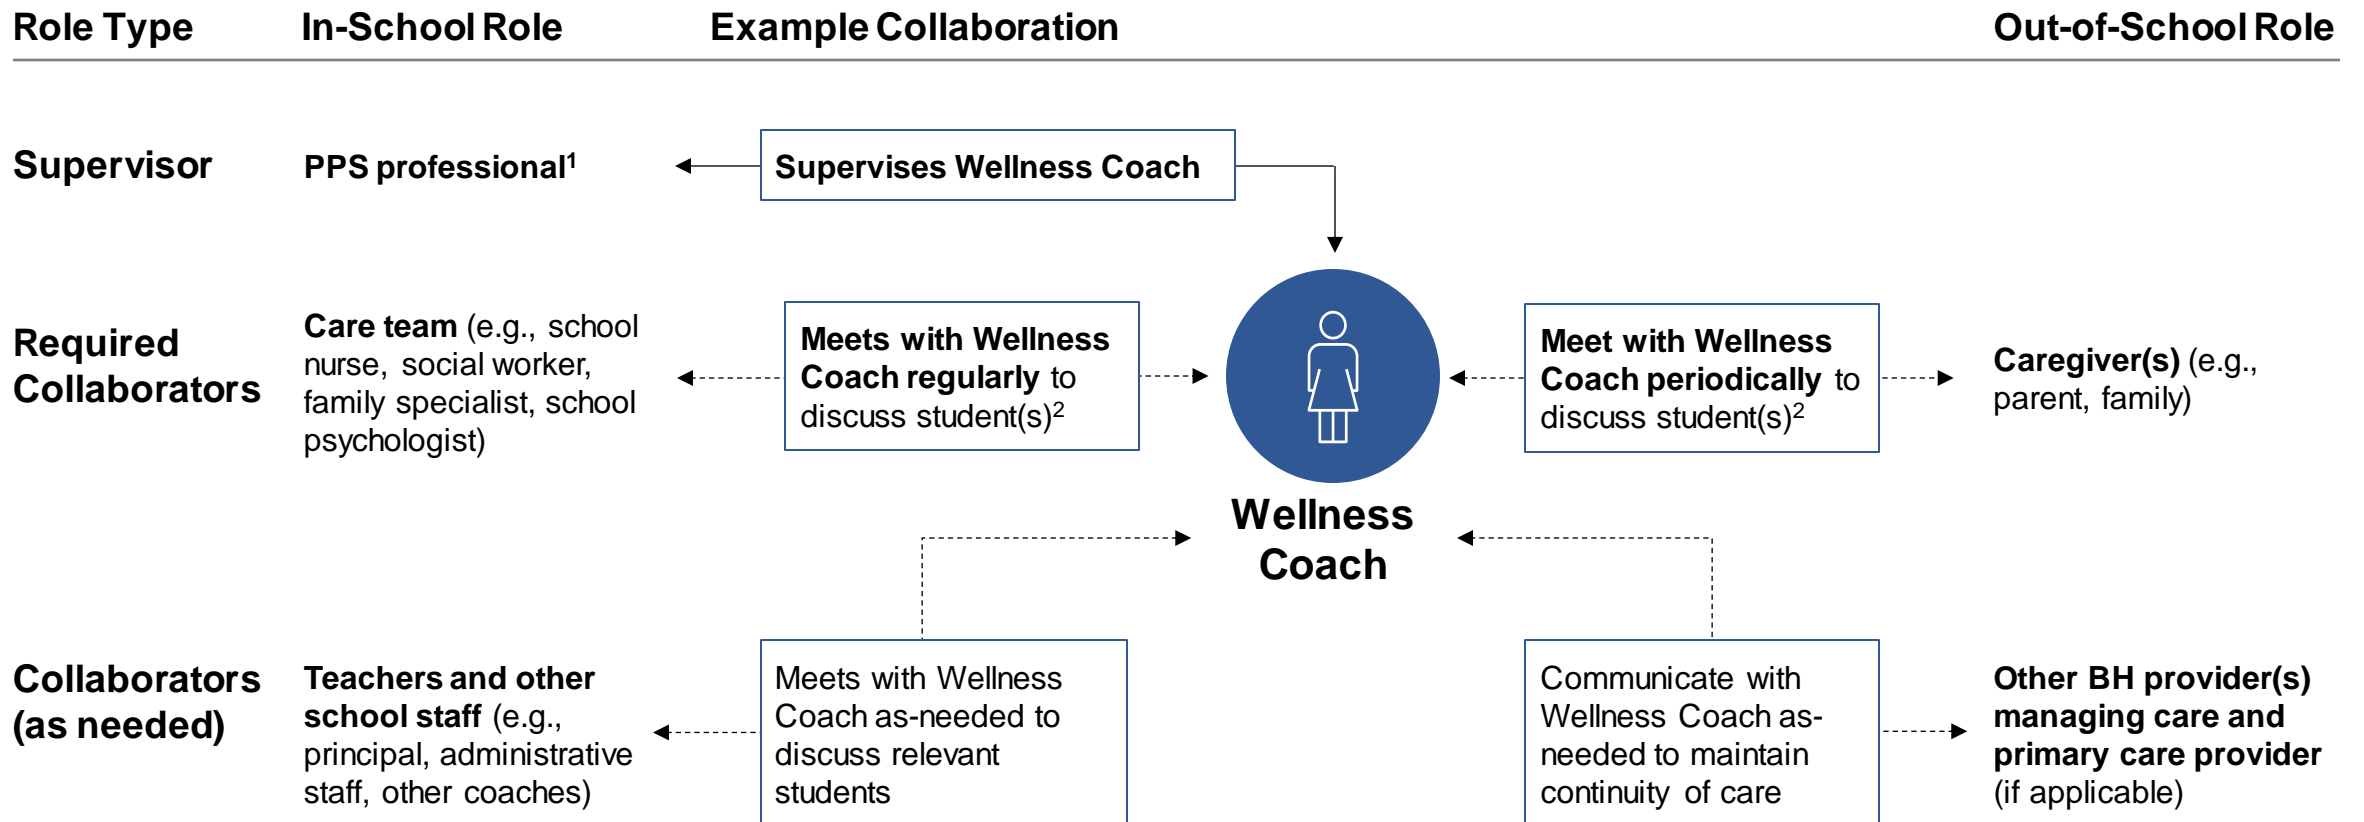 Role Type
In-School Role
Example Collaboration
Out-of-School Role
Supervisor
PPS professional1
Supervises Wellness Coach
Required
Collaborators
Care team (e.g., school
nurse, social worker,
family specialist, school
psychologist)
Meets with Wellness
Coach regularly to
discuss student(s)2
Meet with Wellness
Coach periodically to
discuss student(s)2
Caregiver(s) (e.g.,
parent, family)
Wellness
Coach
Collaborators
(as needed)
Teachers and other
school staff (e.g.,
principal, administrative
staff, other coaches)
Meets with Wellness
Coach as-needed to
discuss relevant
students
Communicate with
Wellness Coach as-
needed to maintain
continuity of care
Other BH provider(s)
managing care and
primary care provider
(if applicable)